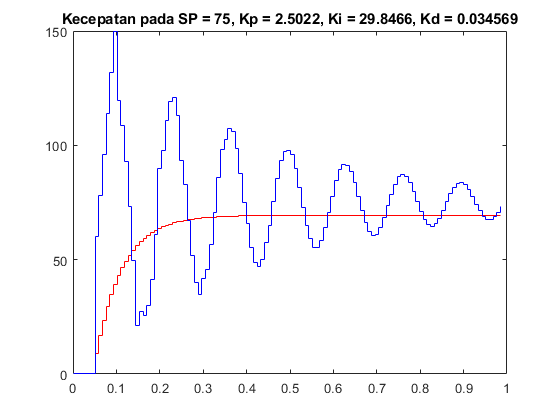 Kecepatan pada SP = 75, Kp = 2.5022, Ki = 29.8466, Kd = 0.034569
150
100
50
0
0 0.1 0.2 0.3 0.4 0.5 0.6 0.7 0.8 0.9 1